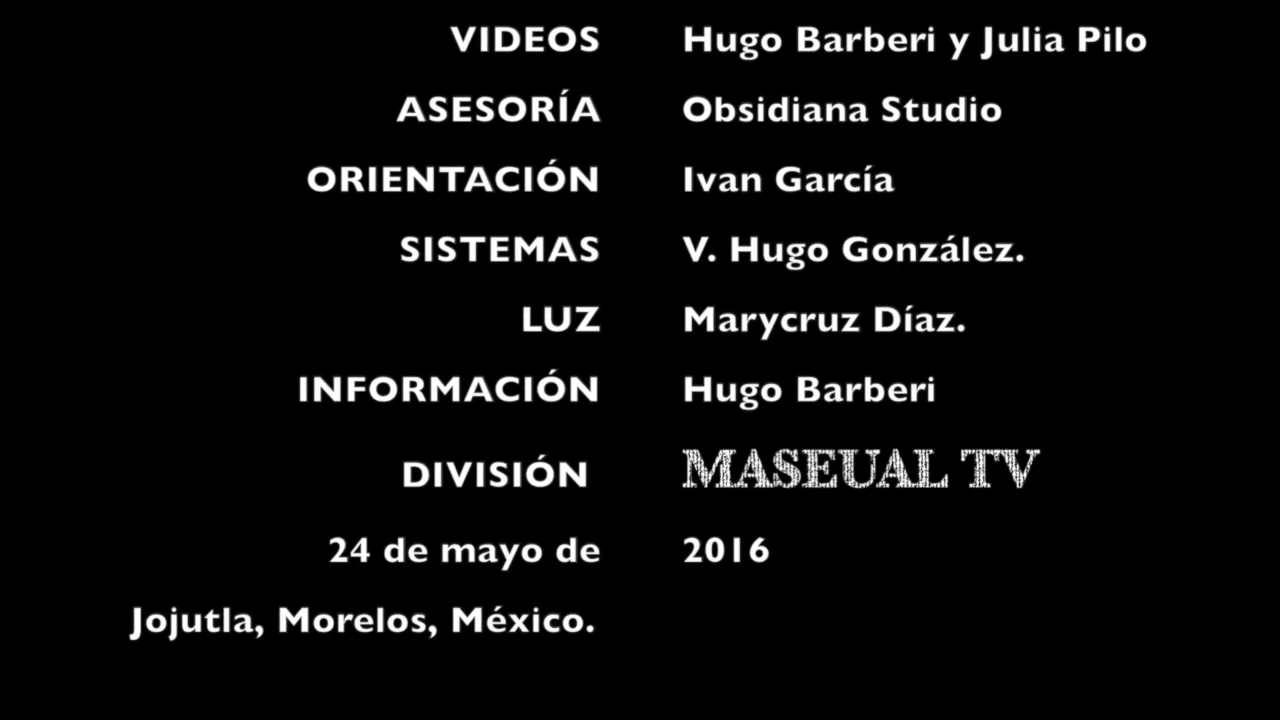 VIDEOS Hugo Barberi y Julia Pilo
ASESORÍA Obsidiana Studio
ORIENTACIÓN Ivan García
SISTEMAS V. Hugo González.
LUZ Marycruz Díaz.
INFORMACIÓN Hugo Barberi
DIVISIÓN MASEUAL TV
24 de mayo de 2016
Jojutla, Morelos, México.